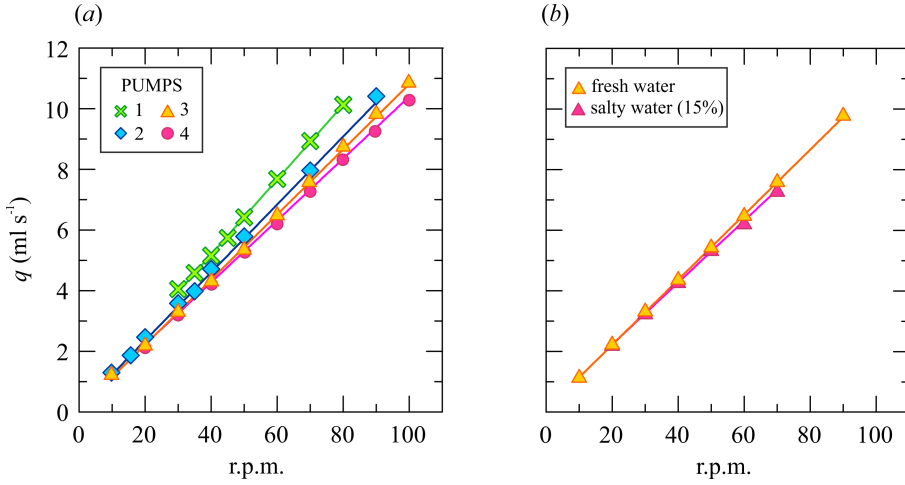 (a)
(b)
12
10
8
6
4
2
0
q (ml s⁻¹)
PUMPS
1 3
2 4
0 20 40 60 80 100
r.p.m.
fresh water
salty water (15%)
0 20 40 60 80 100
r.p.m.